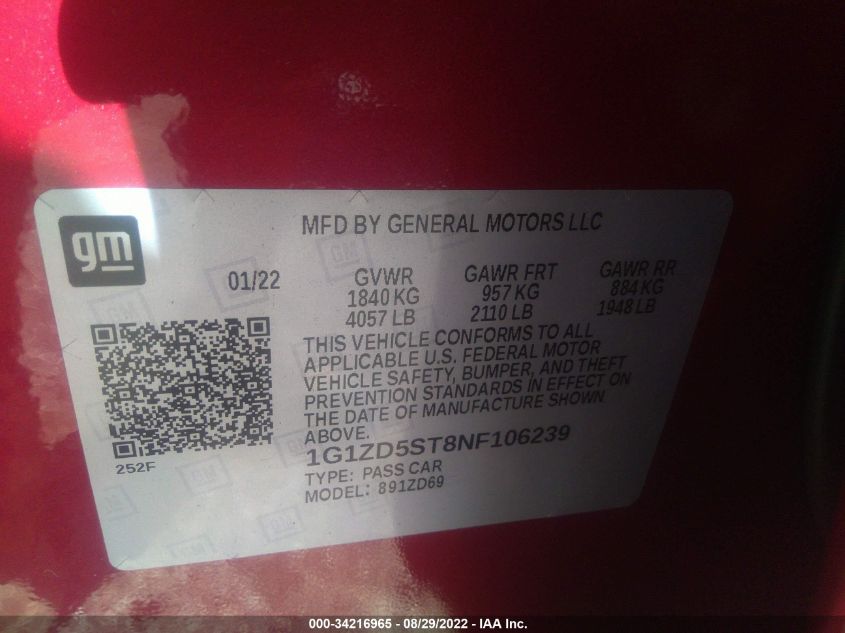 gm
MFD BY GENERAL MOTORS LLC
01/22
GVWR GAWR FRT GAWR RR
1840 KG 957 KG 884 KG
4057 LB 2110 LB 1948 LB
THIS VEHICLE CONFORMS TO ALL
APPLICABLE U.S. FEDERAL MOTOR
VEHICLE SAFETY, BUMPER, AND THEFT
PREVENTION STANDARDS IN EFFECT ON
THE DATE OF MANUFACTURE SHOWN
ABOVE.
1G1ZD5ST8NF106239
TYPE: PASS CAR
MODEL: 891ZD69
252F
000-34216965 - 08/29/2022 - IAA Inc.